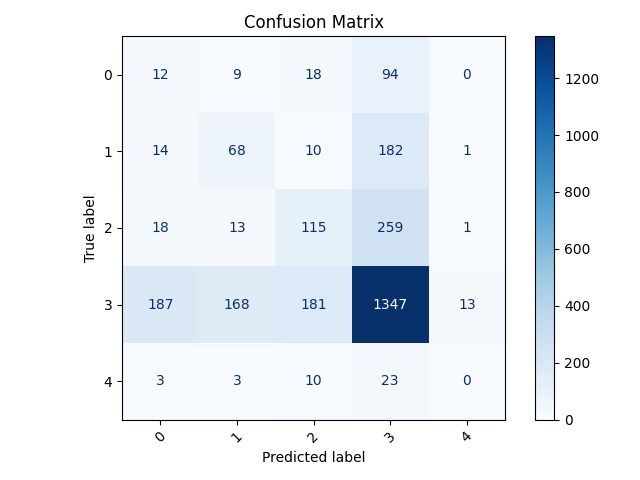 Confusion Matrix
0 12 9 18 94 0
1 14 68 10 182 1
2 18 13 115 259 1
3 187 168 181 1347 13
4 3 3 10 23 0
0 1 2 3 4
True label
Predicted label
1200
1000
800
600
400
200
0